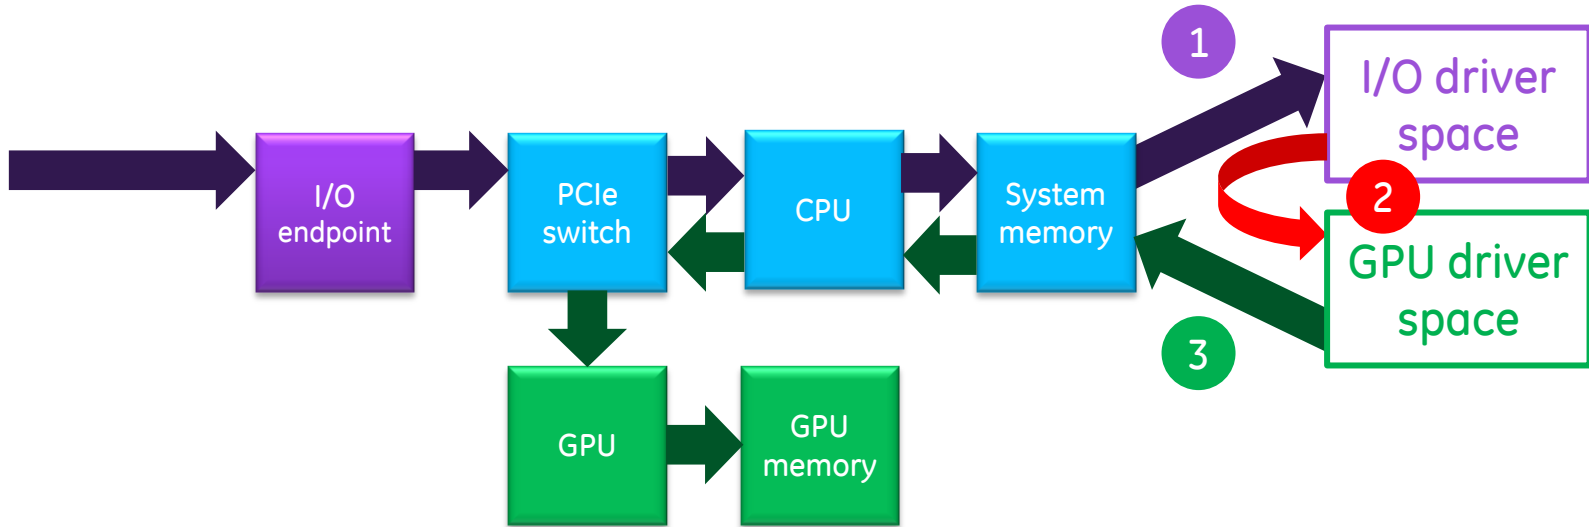 1
I/O driver
space
I/O
endpoint
PCIe
switch
CPU
System
memory
2
GPU driver
space
3
GPU
GPU
memory